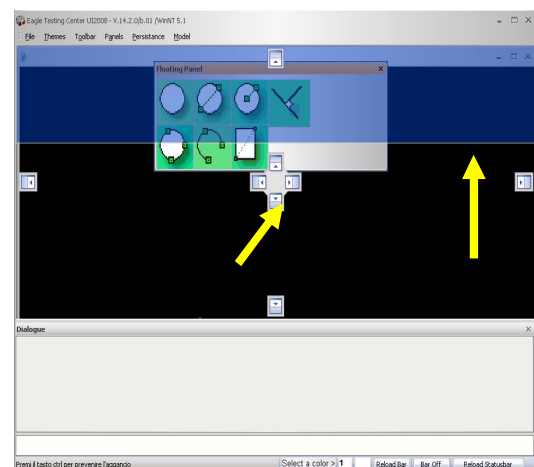 Eagle Testing Center UI2008 - V.14.2.0/b.01 /WinNT 5.1
File Themes Toolbar Panels Persistance Model
Floating Panel
Dialogue
Premi il tasto ctrl per prevenire l'aggancio Select a color > 1 Reload Bar Bar Off Reload Statusbar